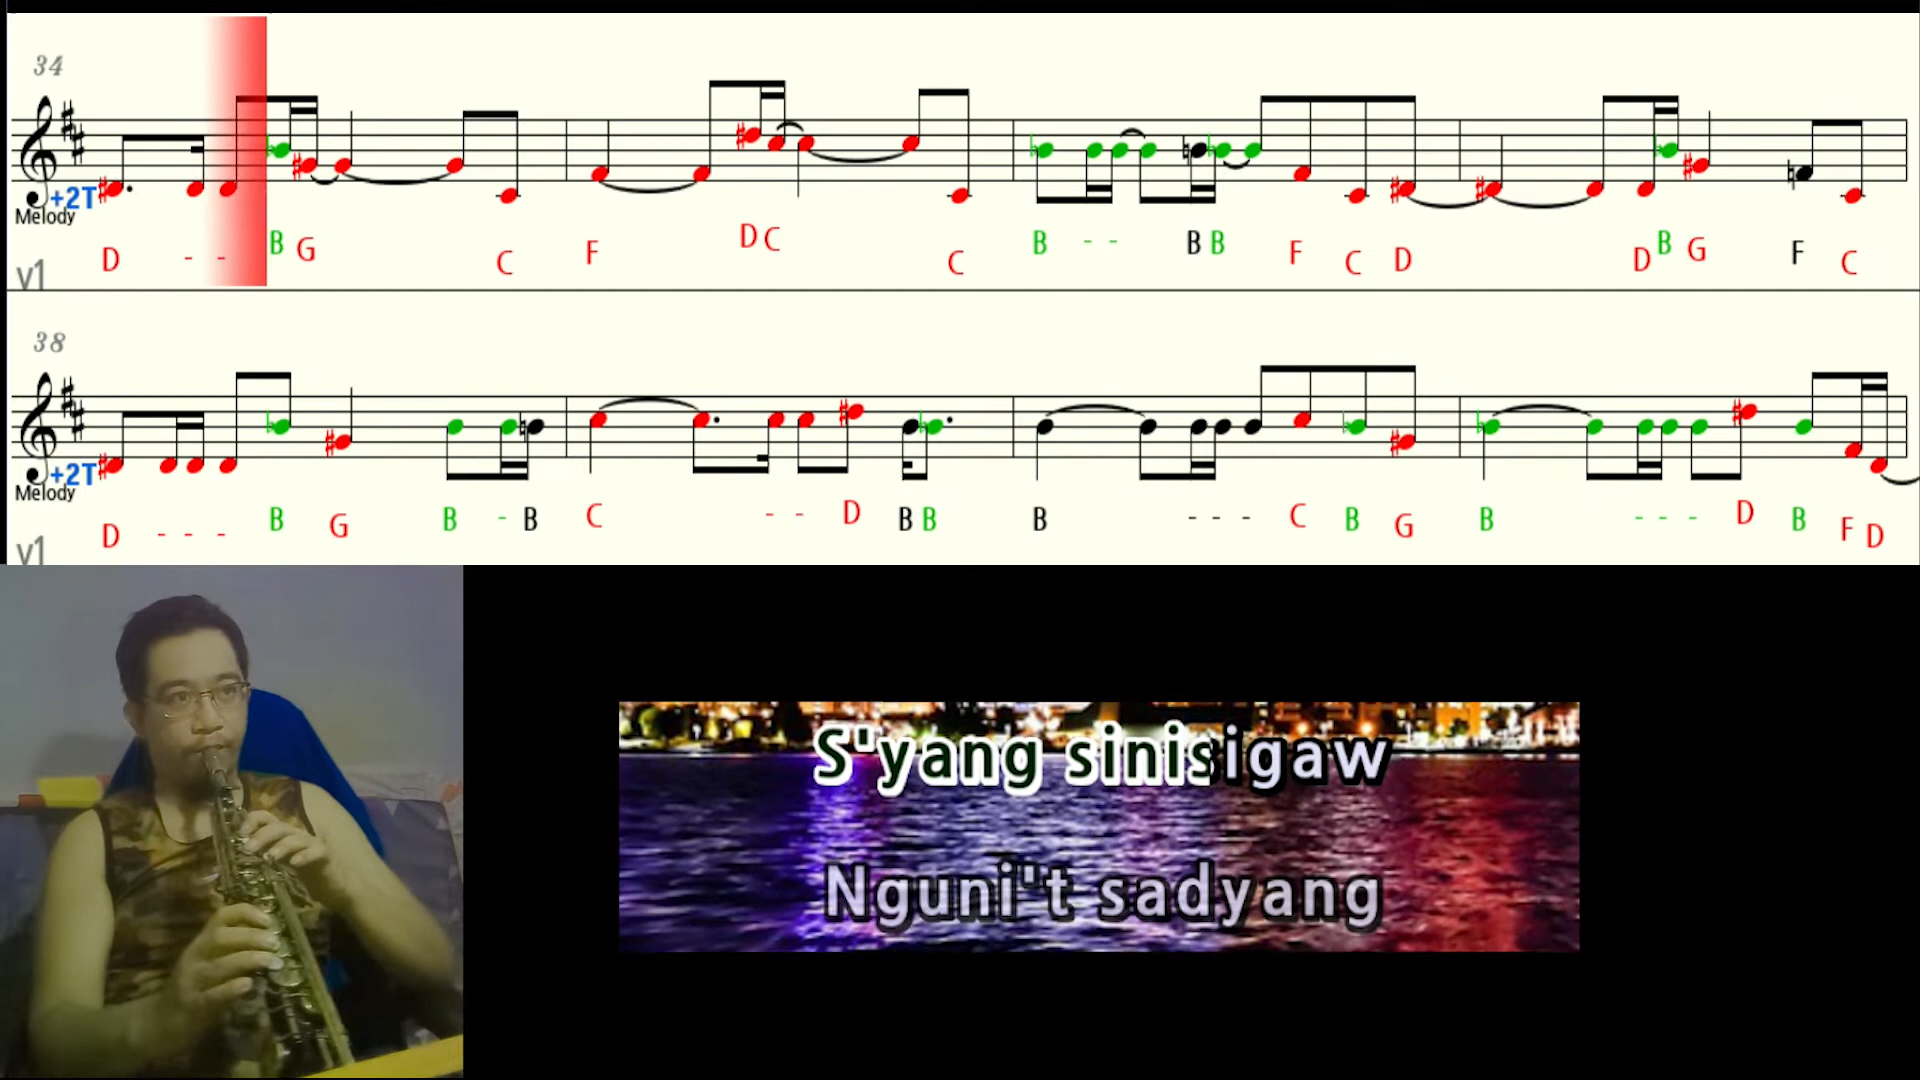 34
+2T
Melody
D - - B G C F D C C B - - B B F C D D B G F C
v1
38
+2T
Melody
D - - - B G B - B C - - D B B B - - - C B G B - - - D B F D
v1
S'yang sinisigaw
Nguni't sadyang